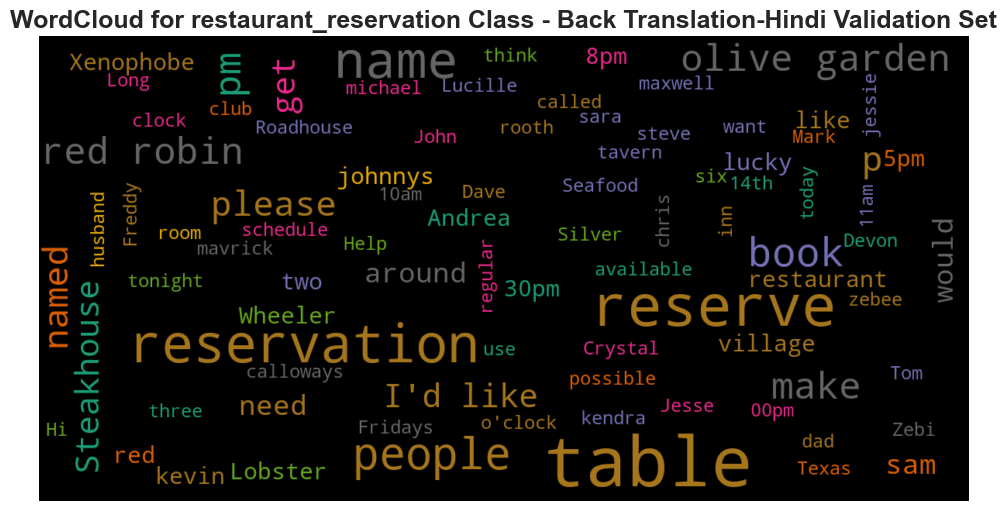 WordCloud for restaurant_reservation Class - Back Translation-Hindi Validation Set
Xenophobe
Long
pm
get
name
think
8pm
olive garden
michael
Lucille
maxwell
club
called
clock
Roadhouse
John
rooth
sara
steve
want
like
Mark
jessie
red robin
tavern
lucky
p
5pm
johnnys
10am
Dave
Seafood
six
14th
today
11am
husband
Freddy
please
Andrea
chris
inn
room
schedule
mavrick
Help
Silver
book
Devon
would
named
Steakhouse
tonight
two
around
regular
30pm
available
restaurant
zebee
reserve
Wheeler
reservation
use
Crystal
village
calloways
possible
Tom
I'd like
make
three
need
Fridays
o'clock
kendra
Jesse
00pm
Hi
Zebi
red
kevin
Lobster
people
table
dad
Texas
sam